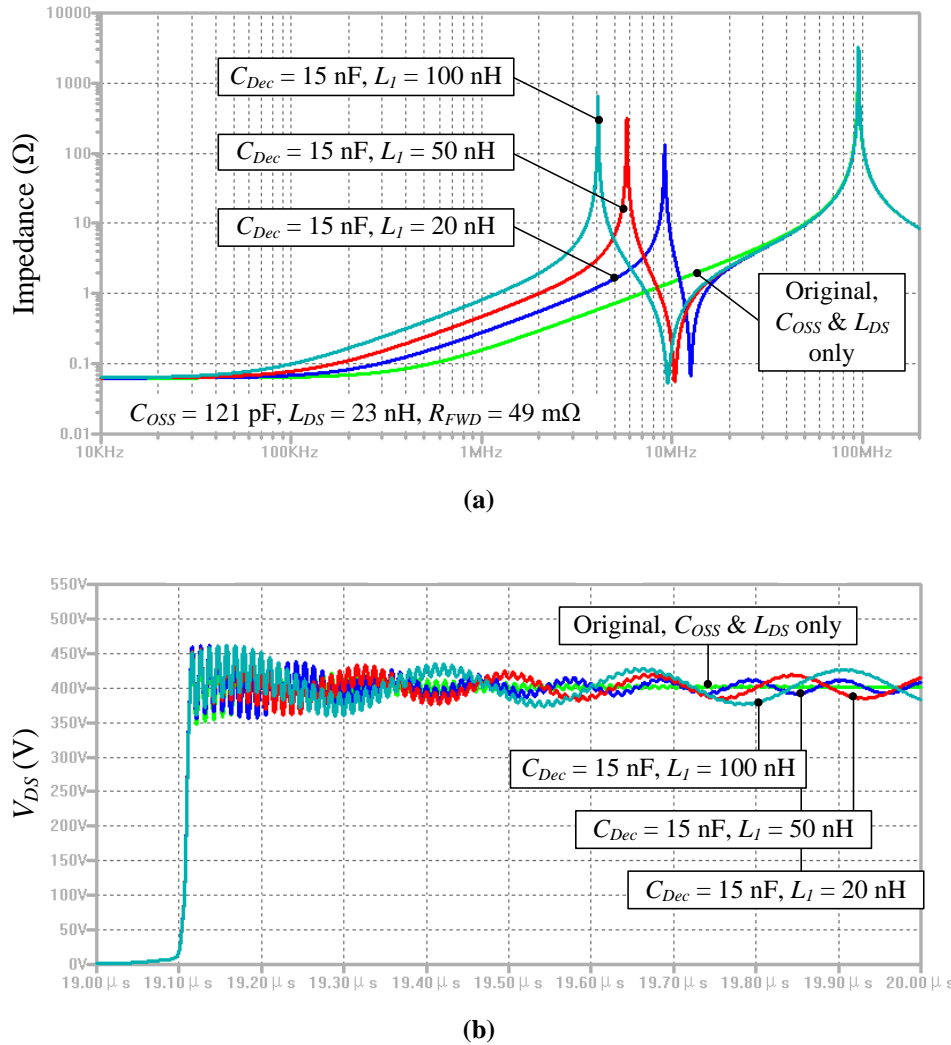 10000
1000
100
10
1
0.1
0.01
Impedance (Ω)
C_Dec = 15 nF, L_1 = 100 nH
C_Dec = 15 nF, L_1 = 50 nH
C_Dec = 15 nF, L_1 = 20 nH
Original,
C_OSS & L_DS
only
C_OSS = 121 pF, L_DS = 23 nH, R_FWD = 49 mΩ
10KHz 100KHz 1MHz 10MHz 100MHz
(a)
550V
500V
450V
400V
350V
300V
250V
200V
150V
100V
50V
0V
V_DS (V)
Original, C_OSS & L_DS only
C_Dec = 15 nF, L_1 = 100 nH
C_Dec = 15 nF, L_1 = 50 nH
C_Dec = 15 nF, L_1 = 20 nH
19.00μs 19.10μs 19.20μs 19.30μs 19.40μs 19.50μs 19.60μs 19.70μs 19.80μs 19.90μs 20.00μs
(b)